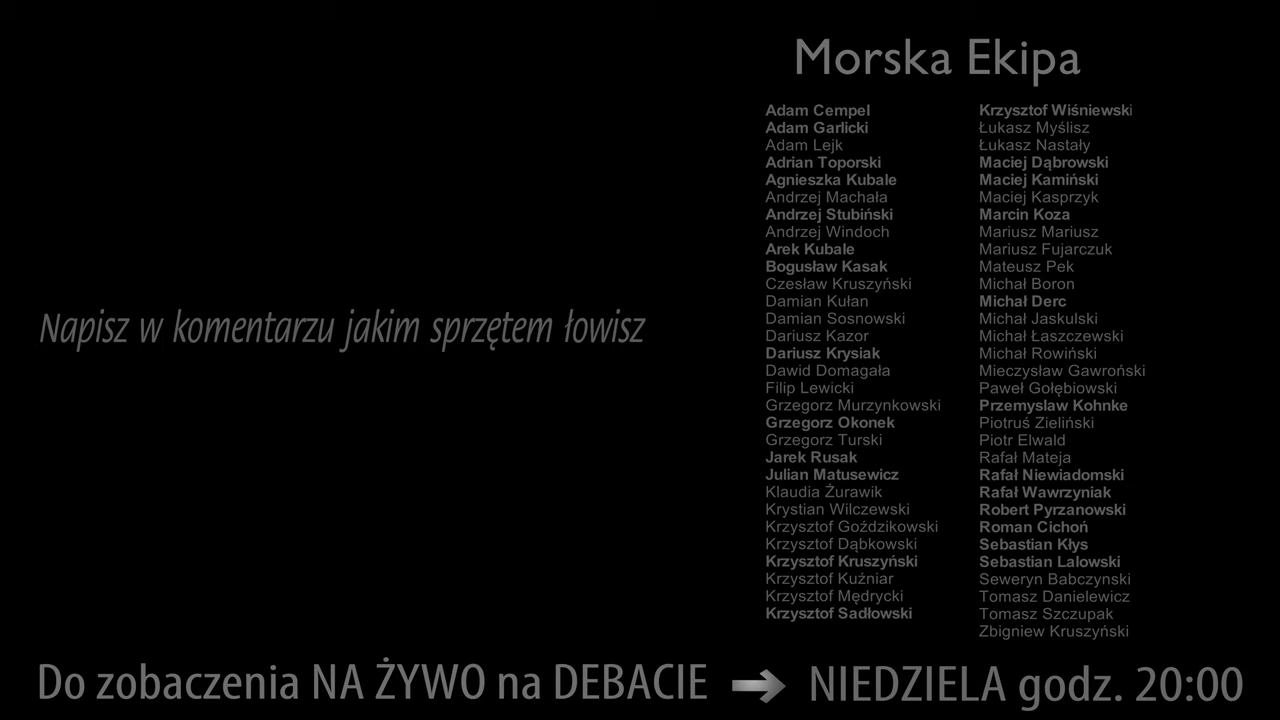 Morska Ekipa
Adam Cempel
Adam Garlicki
Adam Lejk
Adrian Toporski
Agnieszka Kubale
Andrzej Machała
Andrzej Stubiński
Andrzej Windoch
Arek Kubale
Bogusław Kasak
Czesław Kruszyński
Damian Kułan
Damian Sosnowski
Dariusz Kazor
Dariusz Krysiak
Dawid Domagała
Filip Lewicki
Grzegorz Murzynkowski
Grzegorz Okonek
Grzegorz Turski
Jarek Rusak
Julian Matusewicz
Klaudia Żurawik
Krystian Wilczewski
Krzysztof Goździkowski
Krzysztof Dąbkowski
Krzysztof Kruszyński
Krzysztof Kuźniar
Krzysztof Mędrycki
Krzysztof Sadłowski
Krzysztof Wiśniewski
Łukasz Myślisz
Łukasz Nastały
Maciej Dąbrowski
Maciej Kamiński
Maciej Kasprzyk
Marcin Koza
Mariusz Mariusz
Mariusz Fujarczuk
Mateusz Pek
Michał Boron
Michał Derc
Michał Jaskulski
Michał Łaszczewski
Michał Rowiński
Mieczysław Gawroński
Paweł Gołębiowski
Przemyslaw Kohnke
Piotruś Zieliński
Piotr Elwald
Rafał Mateja
Rafał Niewiadomski
Rafał Wawrzyniak
Robert Pyrzanowski
Roman Cichoń
Sebastian Kłys
Sebastian Lalowski
Seweryn Babczynski
Tomasz Danielewicz
Tomasz Szczupak
Zbigniew Kruszyński
Napisz w komentarzu jakim sprzętem łowisz
Do zobaczenia NA ŻYWO na DEBACIE → NIEDZIELA godz. 20:00